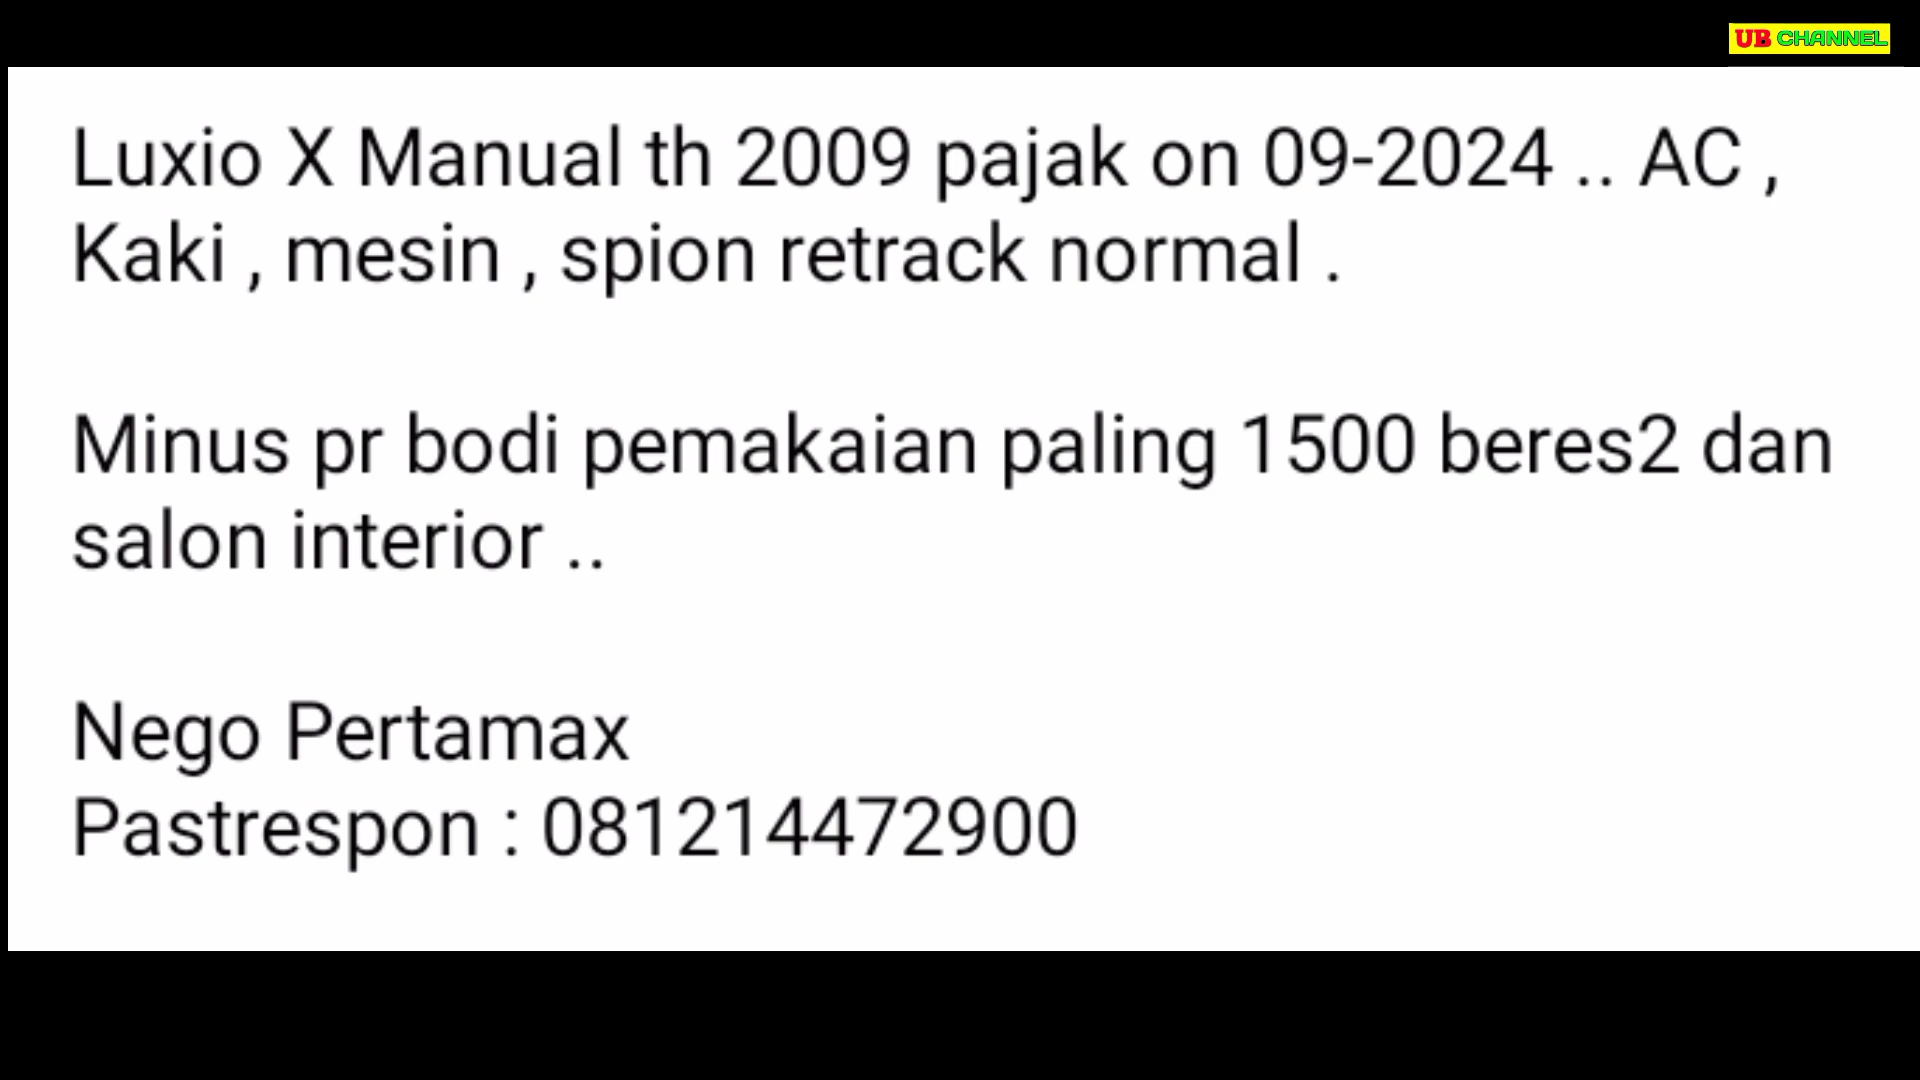 UB CHANNEL
Luxio X Manual th 2009 pajak on 09-2024 .. AC ,
Kaki , mesin , spion retrack normal .
Minus pr bodi pemakaian paling 1500 beres2 dan
salon interior ..
Nego Pertamax
Pastrespon : 081214472900